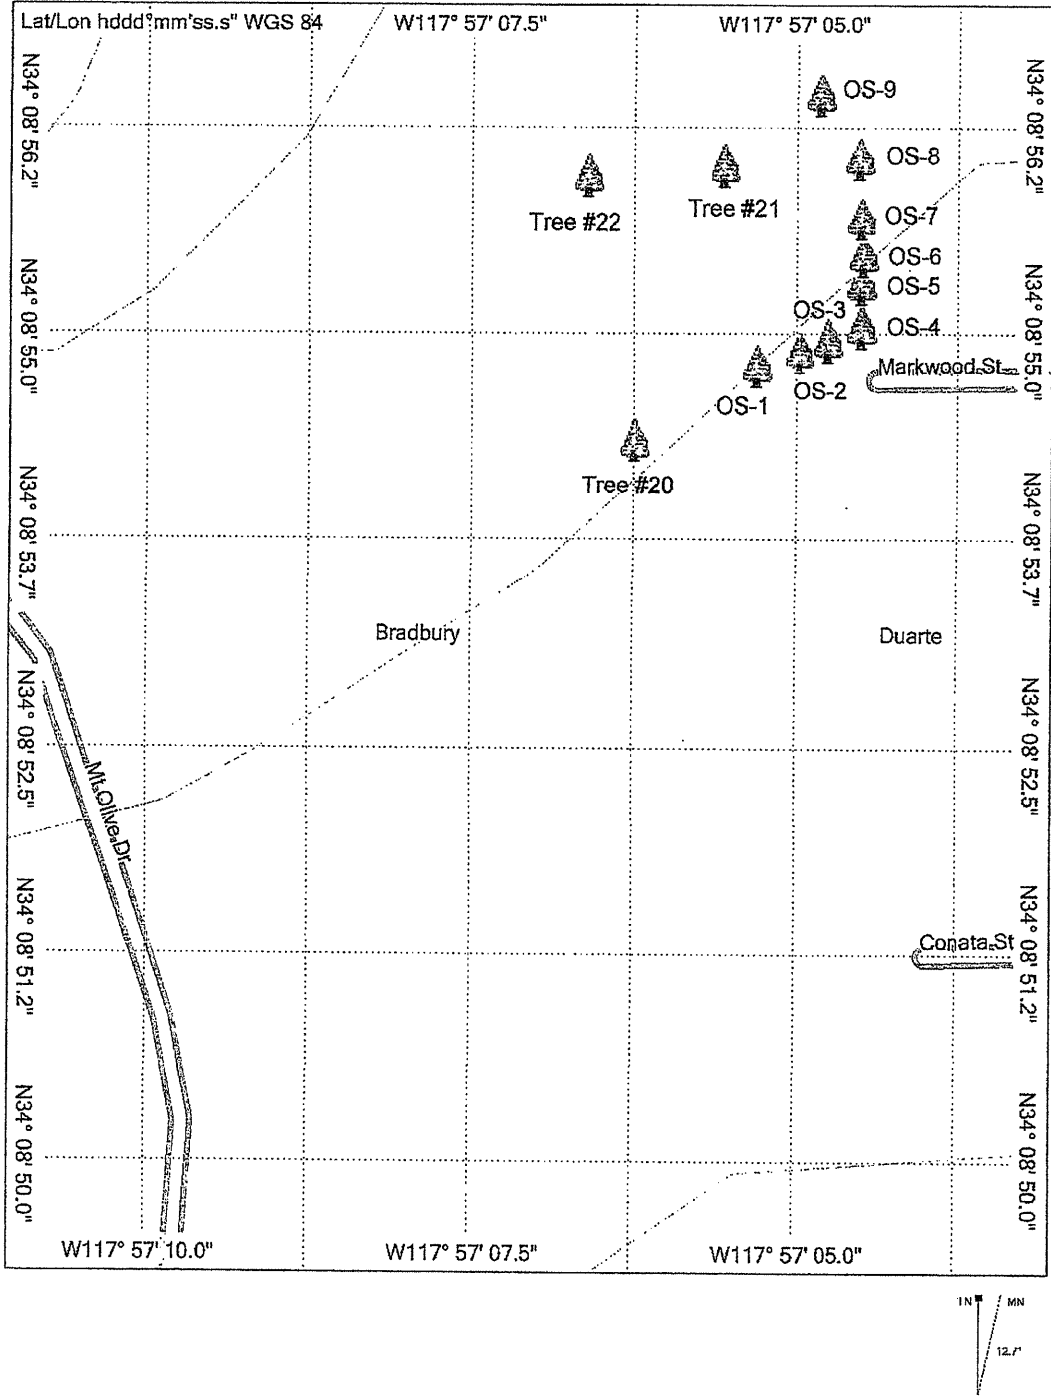 Lat/Lon hddd°mm'ss.s" WGS 84
W117° 57' 07.5"
W117° 57' 05.0"
N34° 08' 56.2"
N34° 08' 56.2"
OS-9
OS-8
Tree #22
Tree #21
OS-7
OS-6
OS-5
OS-3
OS-4
N34° 08' 55.0"
N34° 08' 55.0"
Markwood St
OS-2
OS-1
Tree #20
N34° 08' 53.7"
N34° 08' 53.7"
Bradbury
Duarte
N34° 08' 52.5"
N34° 08' 52.5"
Mt Olive Dr
N34° 08' 51.2"
N34° 08' 51.2"
Conata St
N34° 08' 50.0"
N34° 08' 50.0"
W117° 57' 10.0"
W117° 57' 07.5"
W117° 57' 05.0"
TN
MN
12.7°